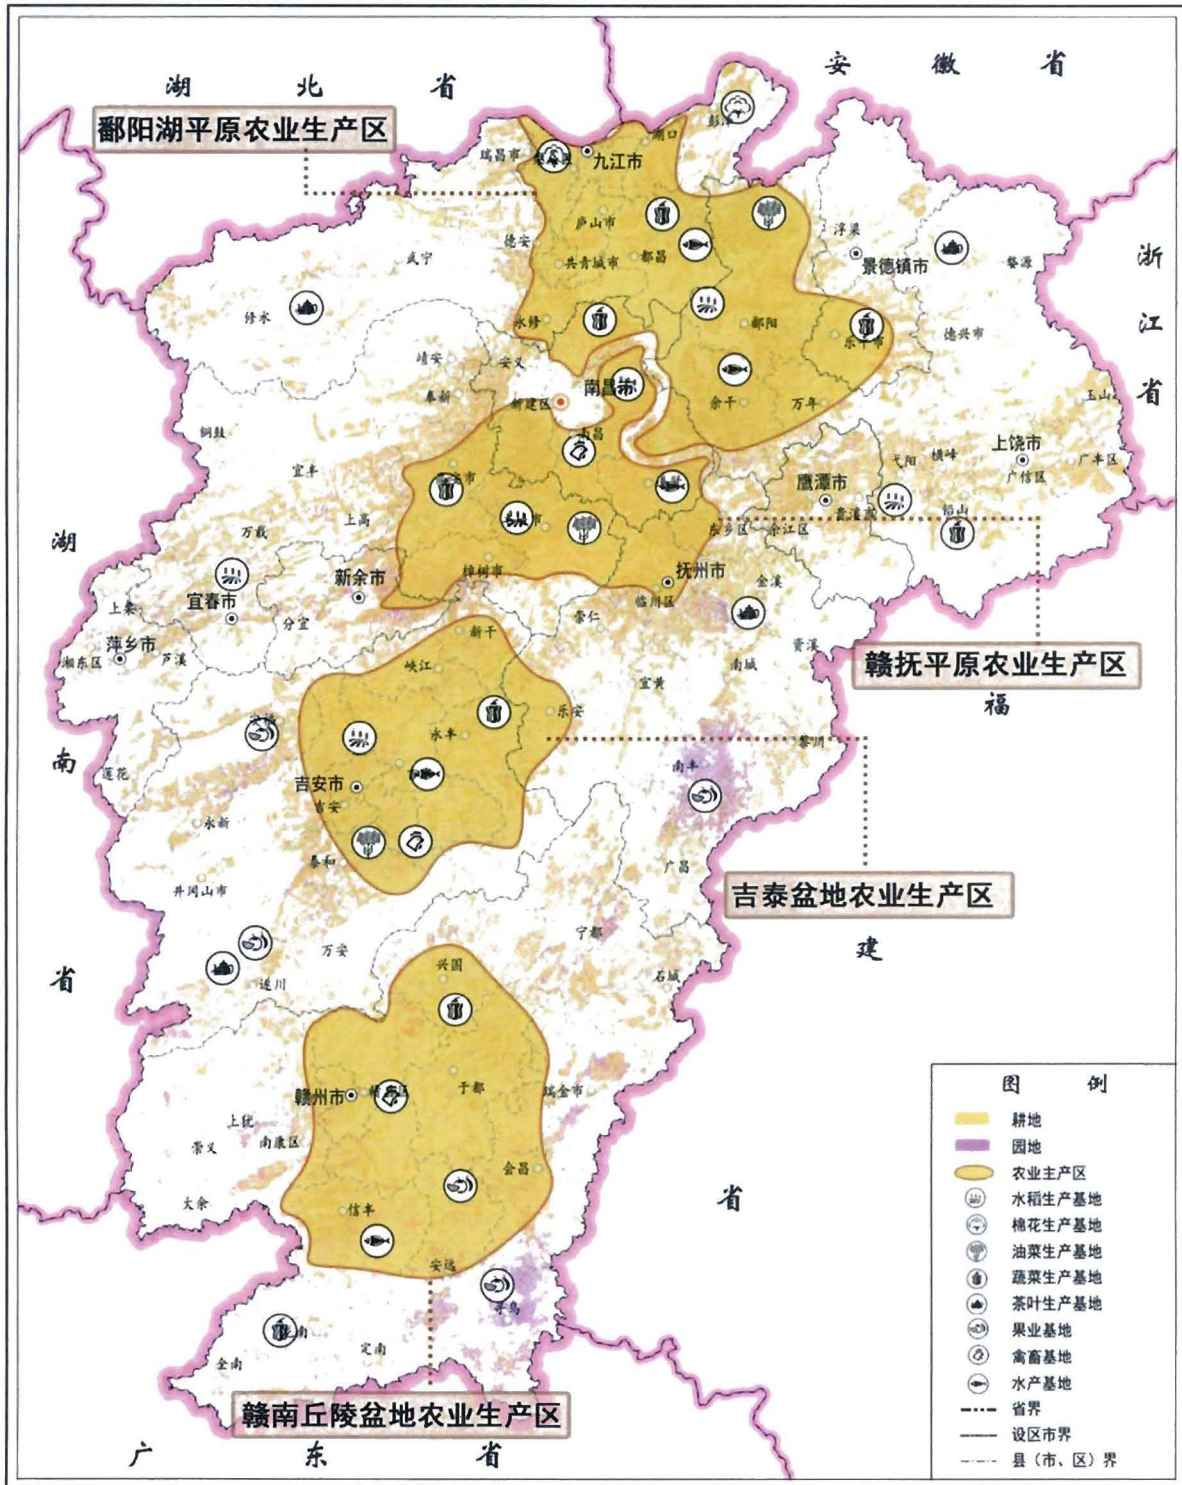 湖北省
安徽省
鄱阳湖平原农业生产区
彭泽
湖口
瑞昌市
九江市
庐山市
德安
都昌
共青城市
武宁
浮梁
景德镇市
婺源
浙江省
修水
永修
鄱阳
乐平市
德兴市
靖安
安义
奉新
南昌市
新建区
余干
万年
玉山
铜鼓
南昌
上饶市
宜丰
弋阳
横峰
广丰区
广信区
鹰潭市
贵溪市
铅山
上高
万载
东乡区
余江区
湖南省
樟树市
抚州市
新余市
金溪
临川区
宜春市
上栗
分宜
崇仁
新干
萍乡市
湘东区
芦溪
峡江
资溪
南城
宜黄
赣抚平原农业生产区
福建省
安福
乐安
永丰
黎川
莲花
南丰
吉安市
吉安
永新
泰和
广昌
井冈山市
吉泰盆地农业生产区
万安
宁都
兴国
石城
遂川
赣州市
于都
瑞金市
上犹
崇义
南康区
会昌
大余
信丰
安远
寻乌
龙南
定南
全南
赣南丘陵盆地农业生产区
广东省
图例
耕地
园地
农业主产区
水稻生产基地
棉花生产基地
油菜生产基地
蔬菜生产基地
茶叶生产基地
果业基地
禽畜基地
水产基地
省界
设区市界
县（市、区）界